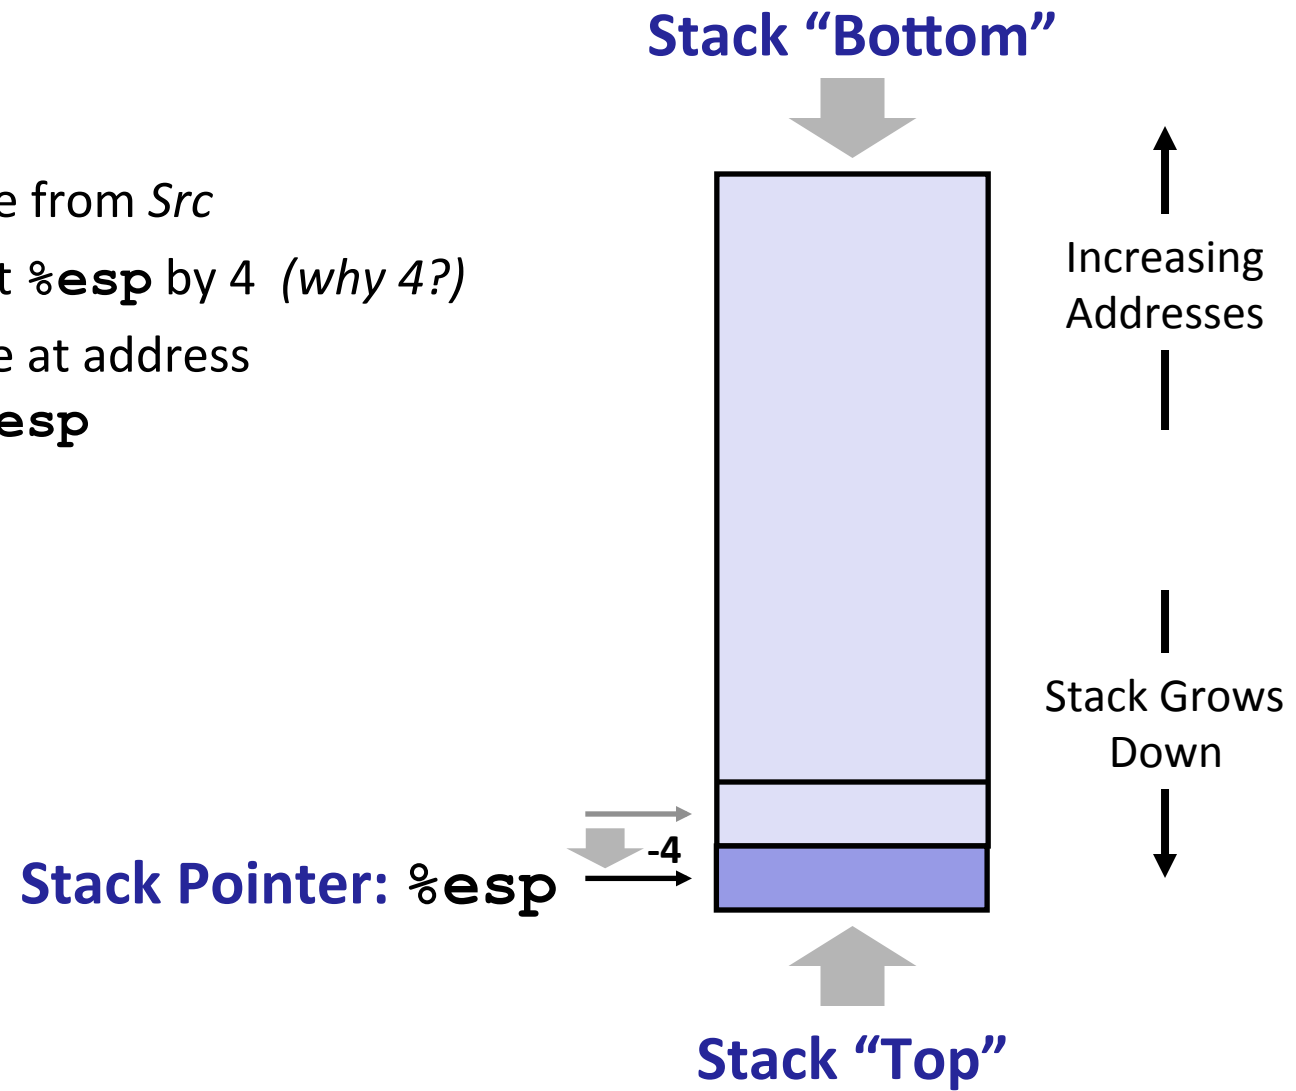 Stack “Bottom”
e from Src
t %esp by 4 (why 4?)
e at address
esp
Increasing
Addresses
Stack Grows
Down
-4
Stack Pointer: %esp
Stack “Top”